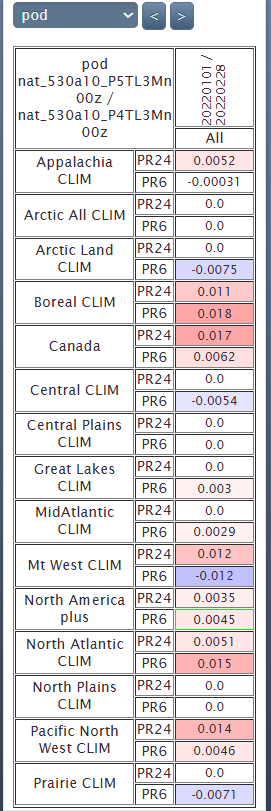 pod
< >
pod
nat_530a10_P5TL3Mn
00z /
nat_530a10_P4TL3Mn
00z
20220101 /
20220228
All
Appalachia
CLIM
PR24 0.0052
PR6 -0.00031
Arctic All CLIM
PR24 0.0
PR6 0.0
Arctic Land
CLIM
PR24 0.0
PR6 -0.0075
Boreal CLIM
PR24 0.011
PR6 0.018
Canada
PR24 0.017
PR6 0.0062
Central CLIM
PR24 0.0
PR6 -0.0054
Central Plains
CLIM
PR24 0.0
PR6 0.0
Great Lakes
CLIM
PR24 0.0
PR6 0.003
MidAtlantic
CLIM
PR24 0.0
PR6 0.0029
Mt West CLIM
PR24 0.012
PR6 -0.012
North America
plus
PR24 0.0035
PR6 0.0045
North Atlantic
CLIM
PR24 0.0051
PR6 0.015
North Plains
CLIM
PR24 0.0
PR6 0.0
Pacific North
West CLIM
PR24 0.014
PR6 0.0046
Prairie CLIM
PR24 0.0
PR6 -0.0071